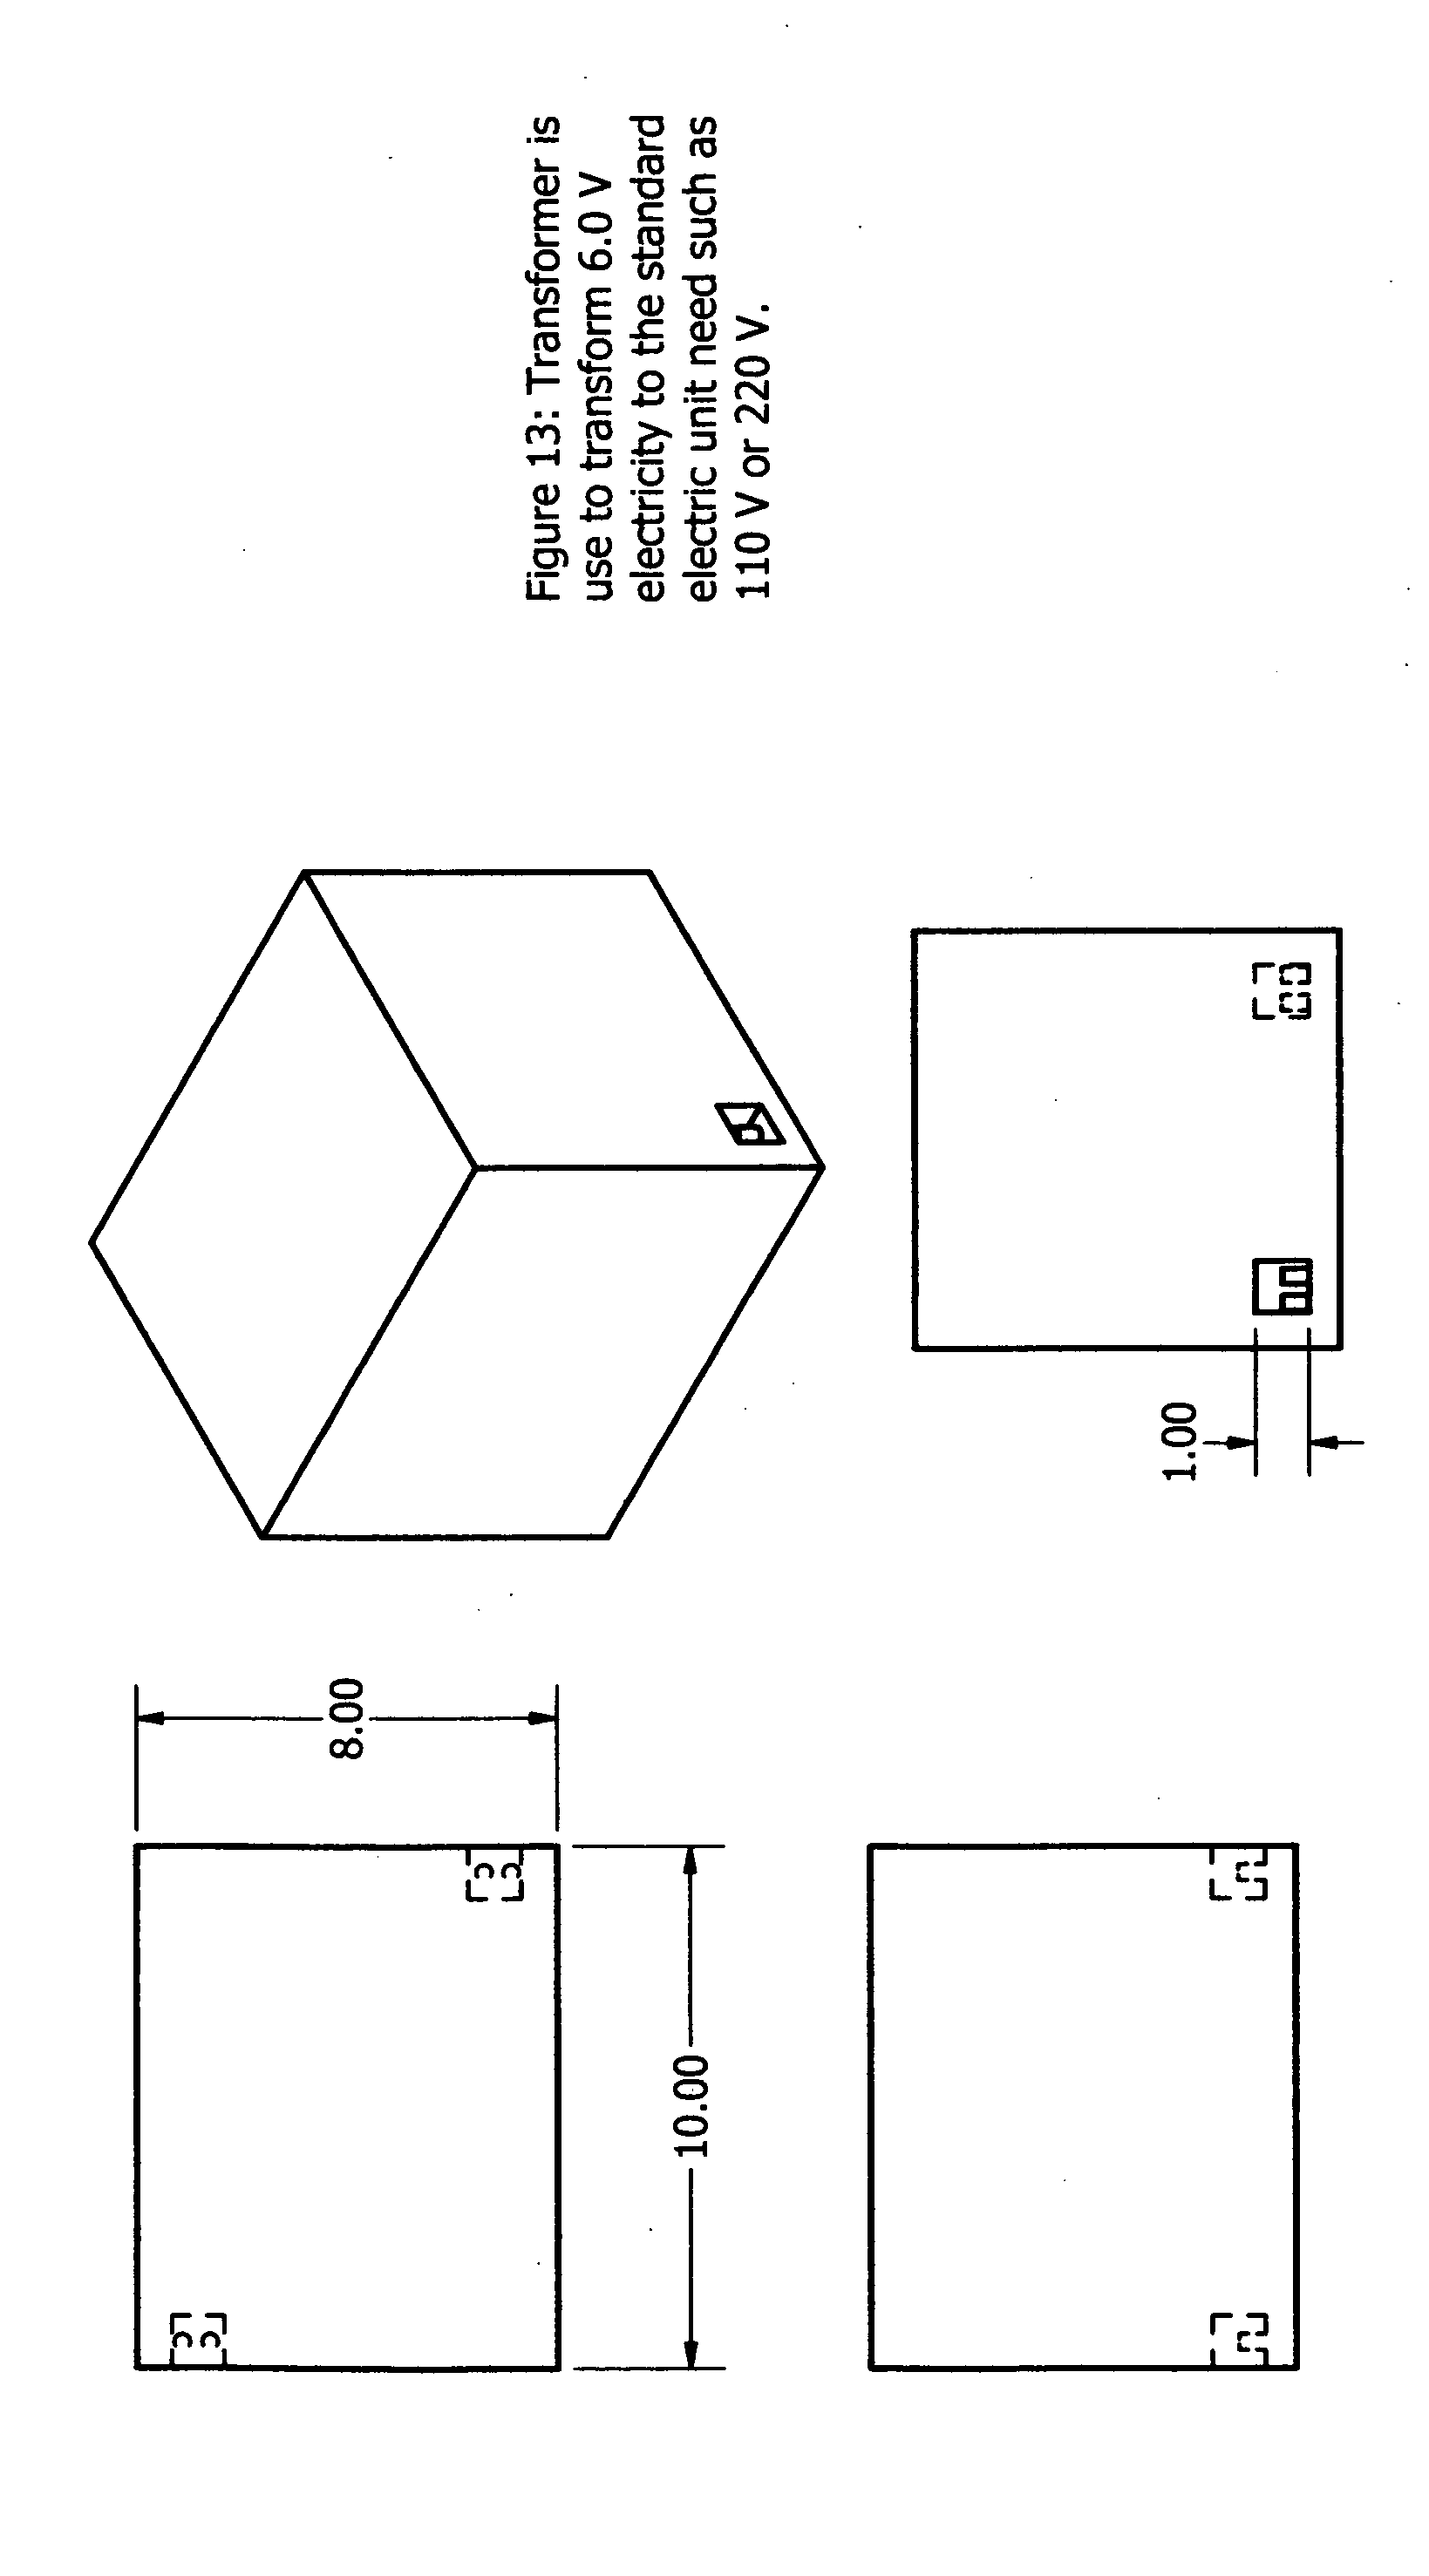 Figure 13: Transformer is
use to transform 6.0 V
electricity to the standard
electric unit need such as
110 V or 220 V.
8.00
10.00
1.00